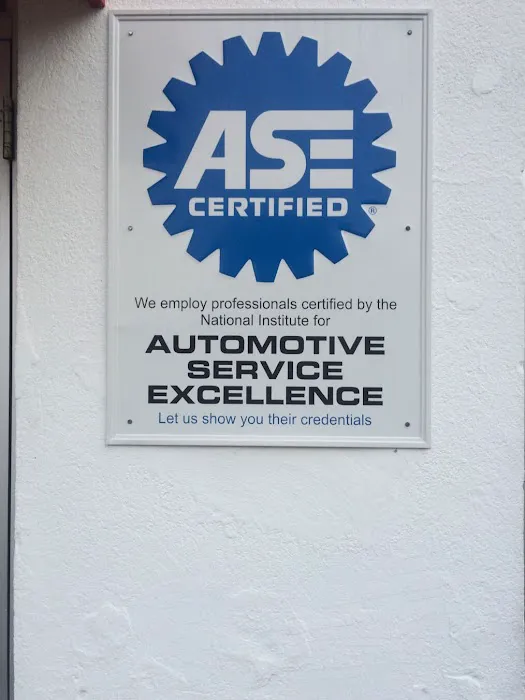 ASE
CERTIFIED®
We employ professionals certified by the
National Institute for
AUTOMOTIVE
SERVICE
EXCELLENCE
Let us show you their credentials